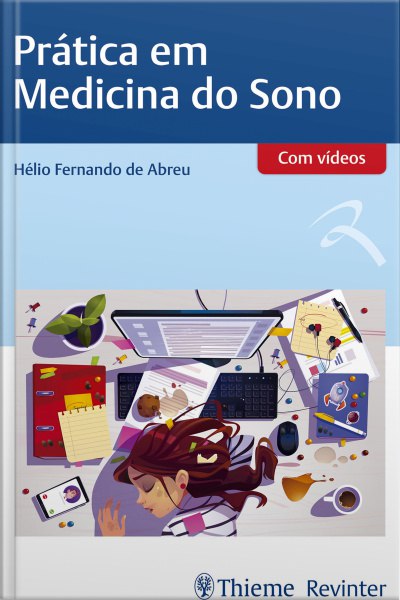 Prática em
Medicina do Sono
Hélio Fernando de Abreu
Com vídeos
Thieme Revinter